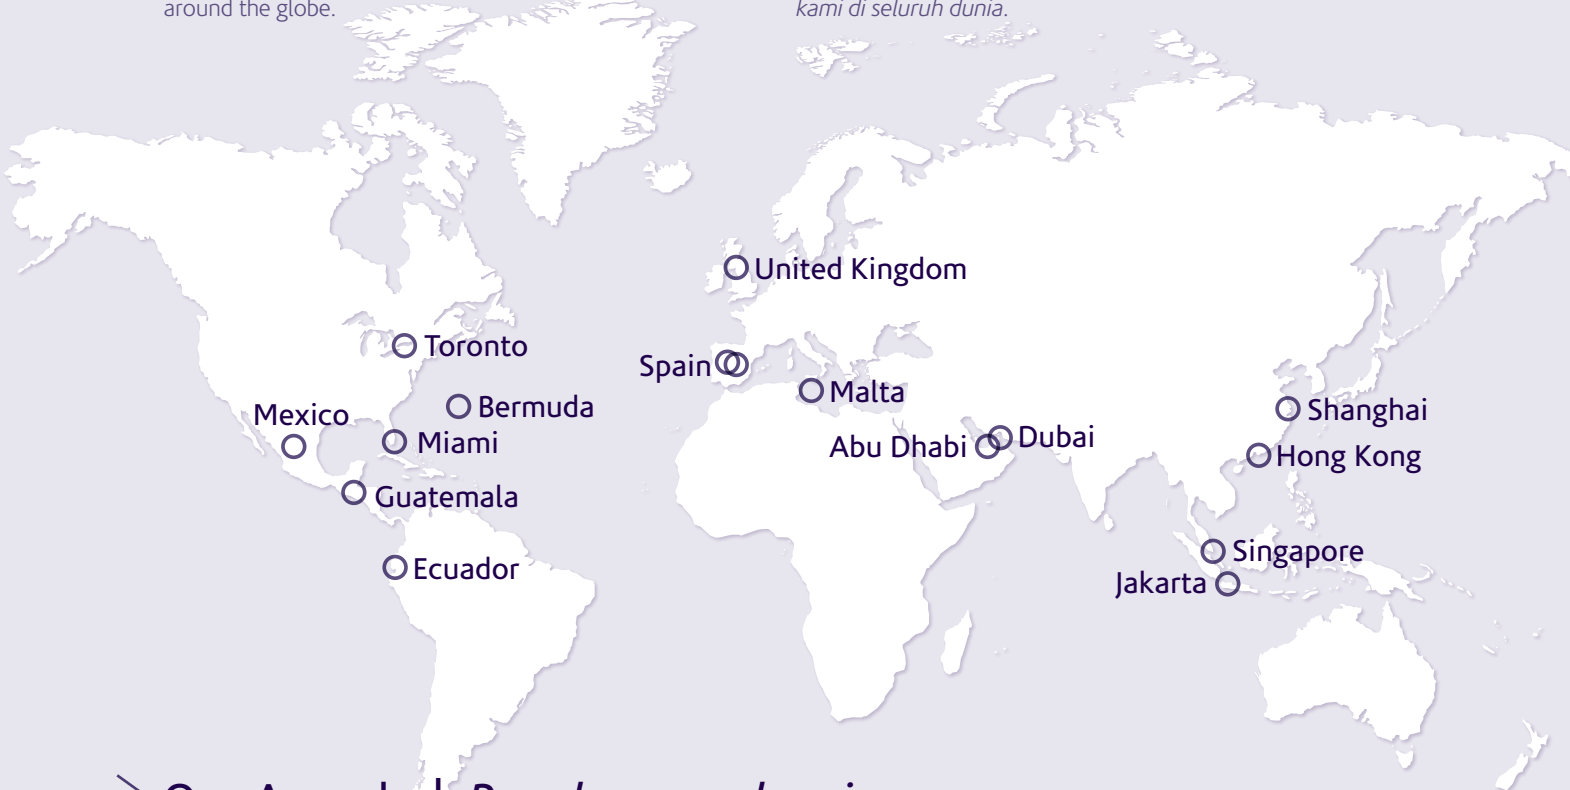 around the globe.
kami di seluruh dunia.
United Kingdom
Toronto
Spain
Malta
Bermuda
Mexico
Shanghai
Miami
Abu Dhabi
Dubai
Hong Kong
Guatemala
Ecuador
Singapore
Jakarta